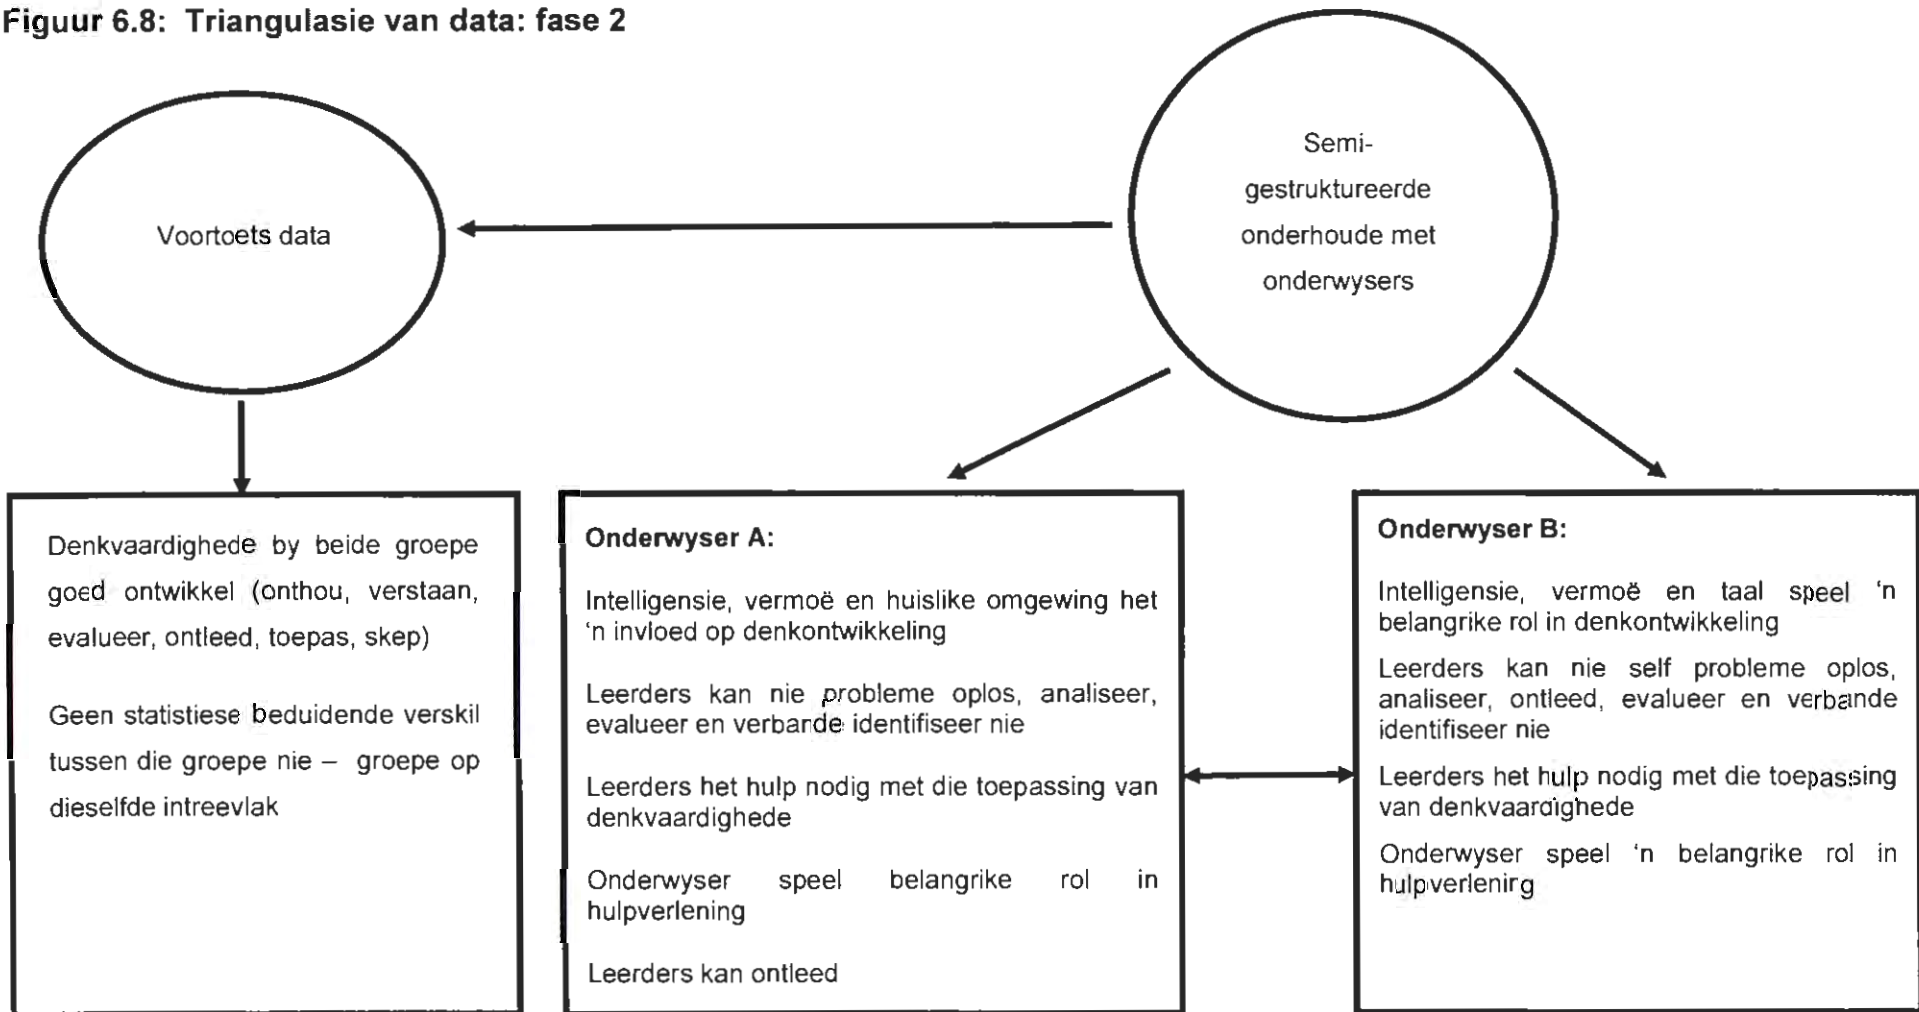 Figuur 6.8: Triangulasie van data: fase 2
Voortoets data
Semi-
gestruktureerde
onderhoude met
onderwysers
Denkvaardighede by beide groepe
goed ontwikkel (onthou, verstaan,
evalueer, ontleed, toepas, skep)
Geen statistiese beduidende verskil
tussen die groepe nie – groepe op
dieselfde intreevlak
Onderwyser A:
Intelligensie, vermoë en huislike omgewing het
‘n invloed op denkontwikkeling
Leerders kan nie probleme oplos, analiseer,
evalueer en verbande identifiseer nie
Leerders het hulp nodig met die toepassing van
denkvaardighede
Onderwyser speel belangrike rol in
hulpverlening
Leerders kan ontleed
Onderwyser B:
Intelligensie, vermoë en taal speel ‘n
belangrike rol in denkontwikkeling
Leerders kan nie self probleme oplos,
analiseer, ontleed, evalueer en verbande
identifiseer nie
Leerders het hulp nodig met die toepassing
van denkvaardighede
Onderwyser speel ‘n belangrike rol in
hulpverlening